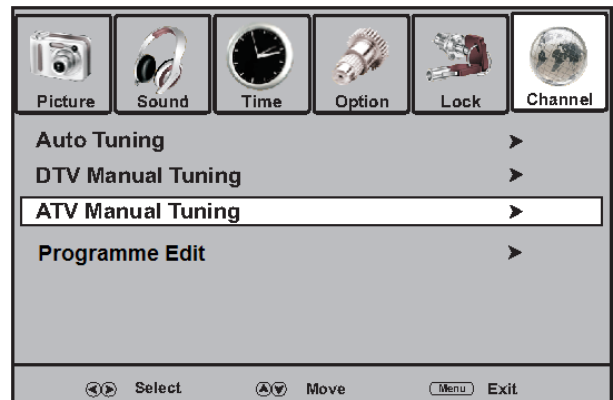 Picture Sound Time Option Lock Channel
Auto Tuning
DTV Manual Tuning
ATV Manual Tuning
Programme Edit
Select Move Menu Exit